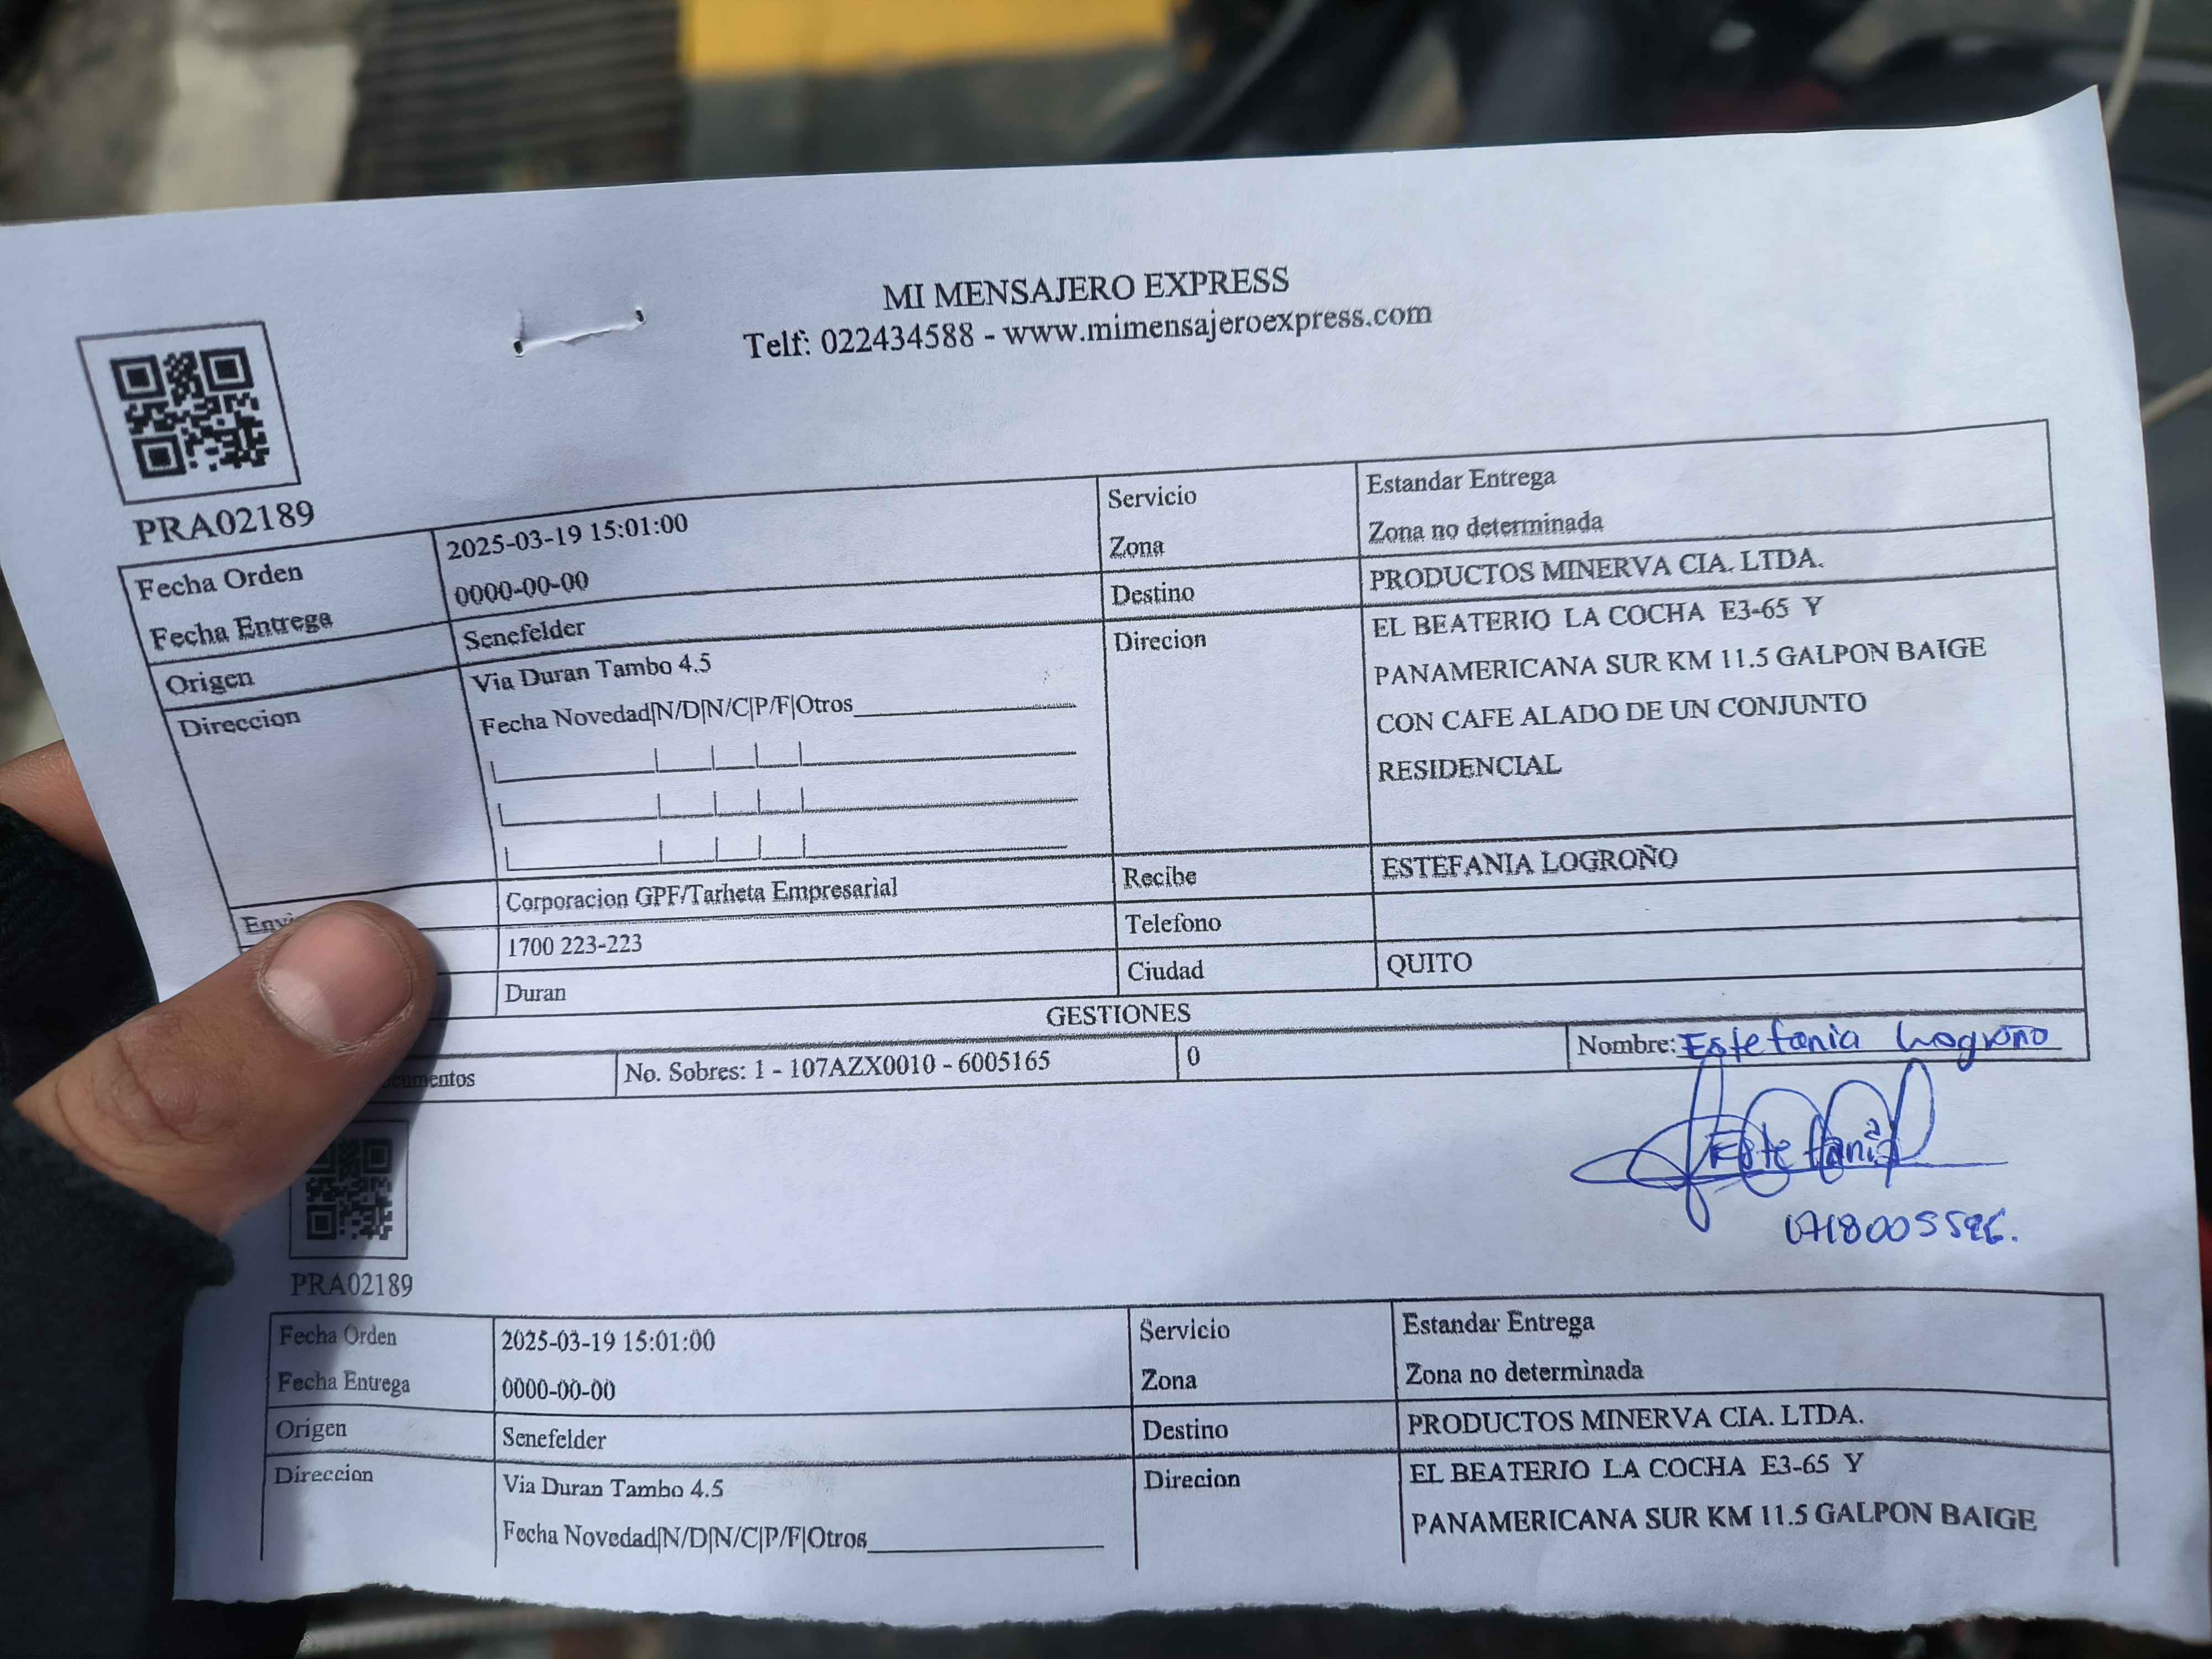 MI MENSAJERO EXPRESS
Telf: 022434588 - www.mimensajeroexpress.com
PRA02189
Fecha Orden 2025-03-19 15:01:00 Servicio Estandar Entrega
Fecha Entrega 0000-00-00 Zona Zona no determinada
Origen Senefelder Destino PRODUCTOS MINERVA CIA. LTDA.
Direccion Via Duran Tambo 4.5 Direcion EL BEATERIO LA COCHA E3-65 Y
Fecha Novedad|N/D|N/C|P/F|Otros PANAMERICANA SUR KM 11.5 GALPON BAIGE
CON CAFE ALADO DE UN CONJUNTO
RESIDENCIAL
Corporacion GPF/Tarheta Empresarial Recibe ESTEFANIA LOGROÑO
1700 223-223 Telefono
Duran Ciudad QUITO
GESTIONES
No. Sobres: 1 - 107AZX0010 - 6005165 0 Nombre: Estefania Logroño
Estefanía
PRA02189
Fecha Orden 2025-03-19 15:01:00 Servicio Estandar Entrega
Fecha Entrega 0000-00-00 Zona Zona no determinada
Origen Senefelder Destino PRODUCTOS MINERVA CIA. LTDA.
Direccion Via Duran Tambo 4.5 Direcion EL BEATERIO LA COCHA E3-65 Y
Fecha Novedad|N/D|N/C|P/F|Otros PANAMERICANA SUR KM 11.5 GALPON BAIGE